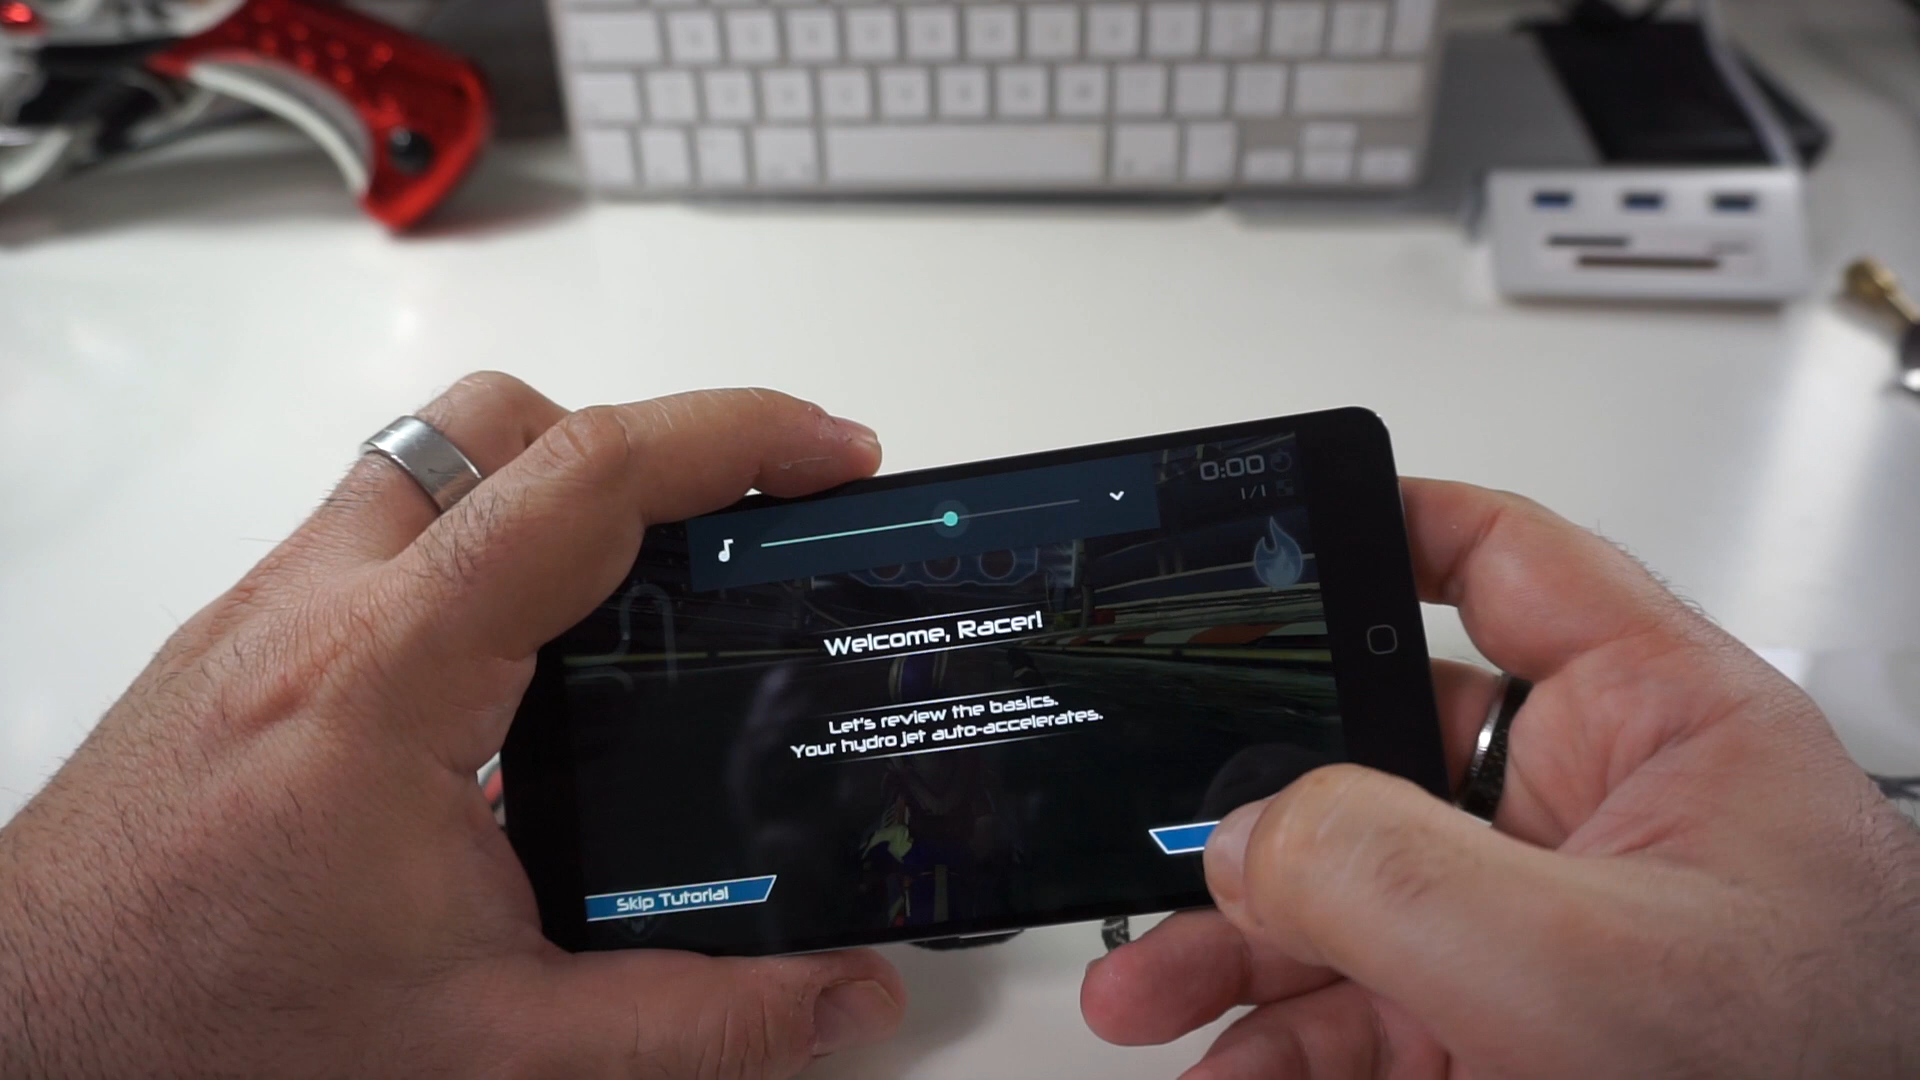 0:00
1/1
Welcome, Racer!
Let's review the basics.
Your hydro jet auto-accelerates.
Skip Tutorial